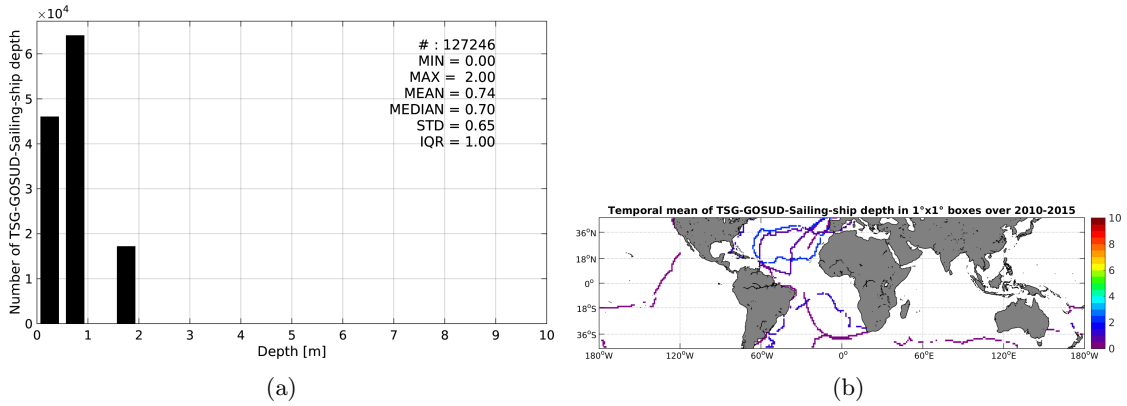 ×10⁴
Number of TSG-GOSUD-Sailing-ship depth
6
5
4
3
2
1
0
# : 127246
MIN = 0.00
MAX = 2.00
MEAN = 0.74
MEDIAN = 0.70
STD = 0.65
IQR = 1.00
0 1 2 3 4 5 6 7 8 9 10
Depth [m]
(a)
Temporal mean of TSG-GOSUD-Sailing-ship depth in 1°x1° boxes over 2010-2015
36°N
18°N
0°
18°S
36°S
180°W 120°W 60°W 0° 60°E 120°E 180°W
10
8
6
4
2
0
(b)